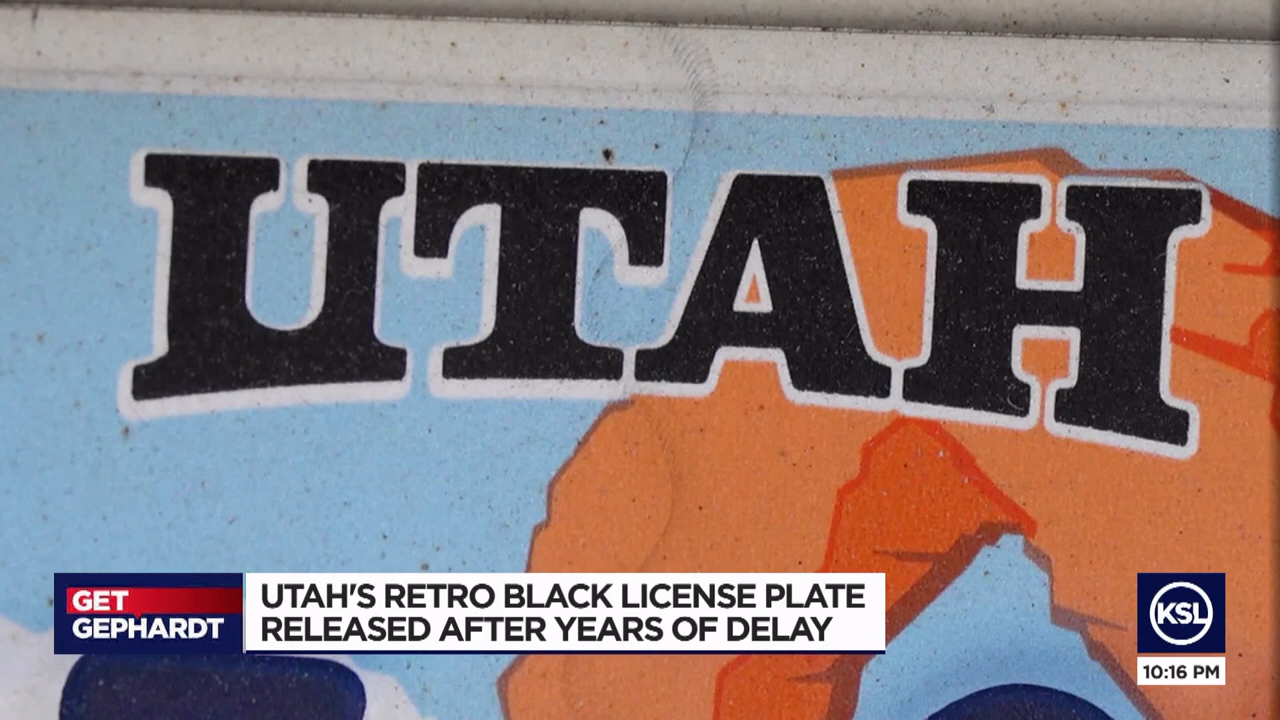 UTAH
GET
GEPHARDT
UTAH'S RETRO BLACK LICENSE PLATE
RELEASED AFTER YEARS OF DELAY
KSL
10:16 PM